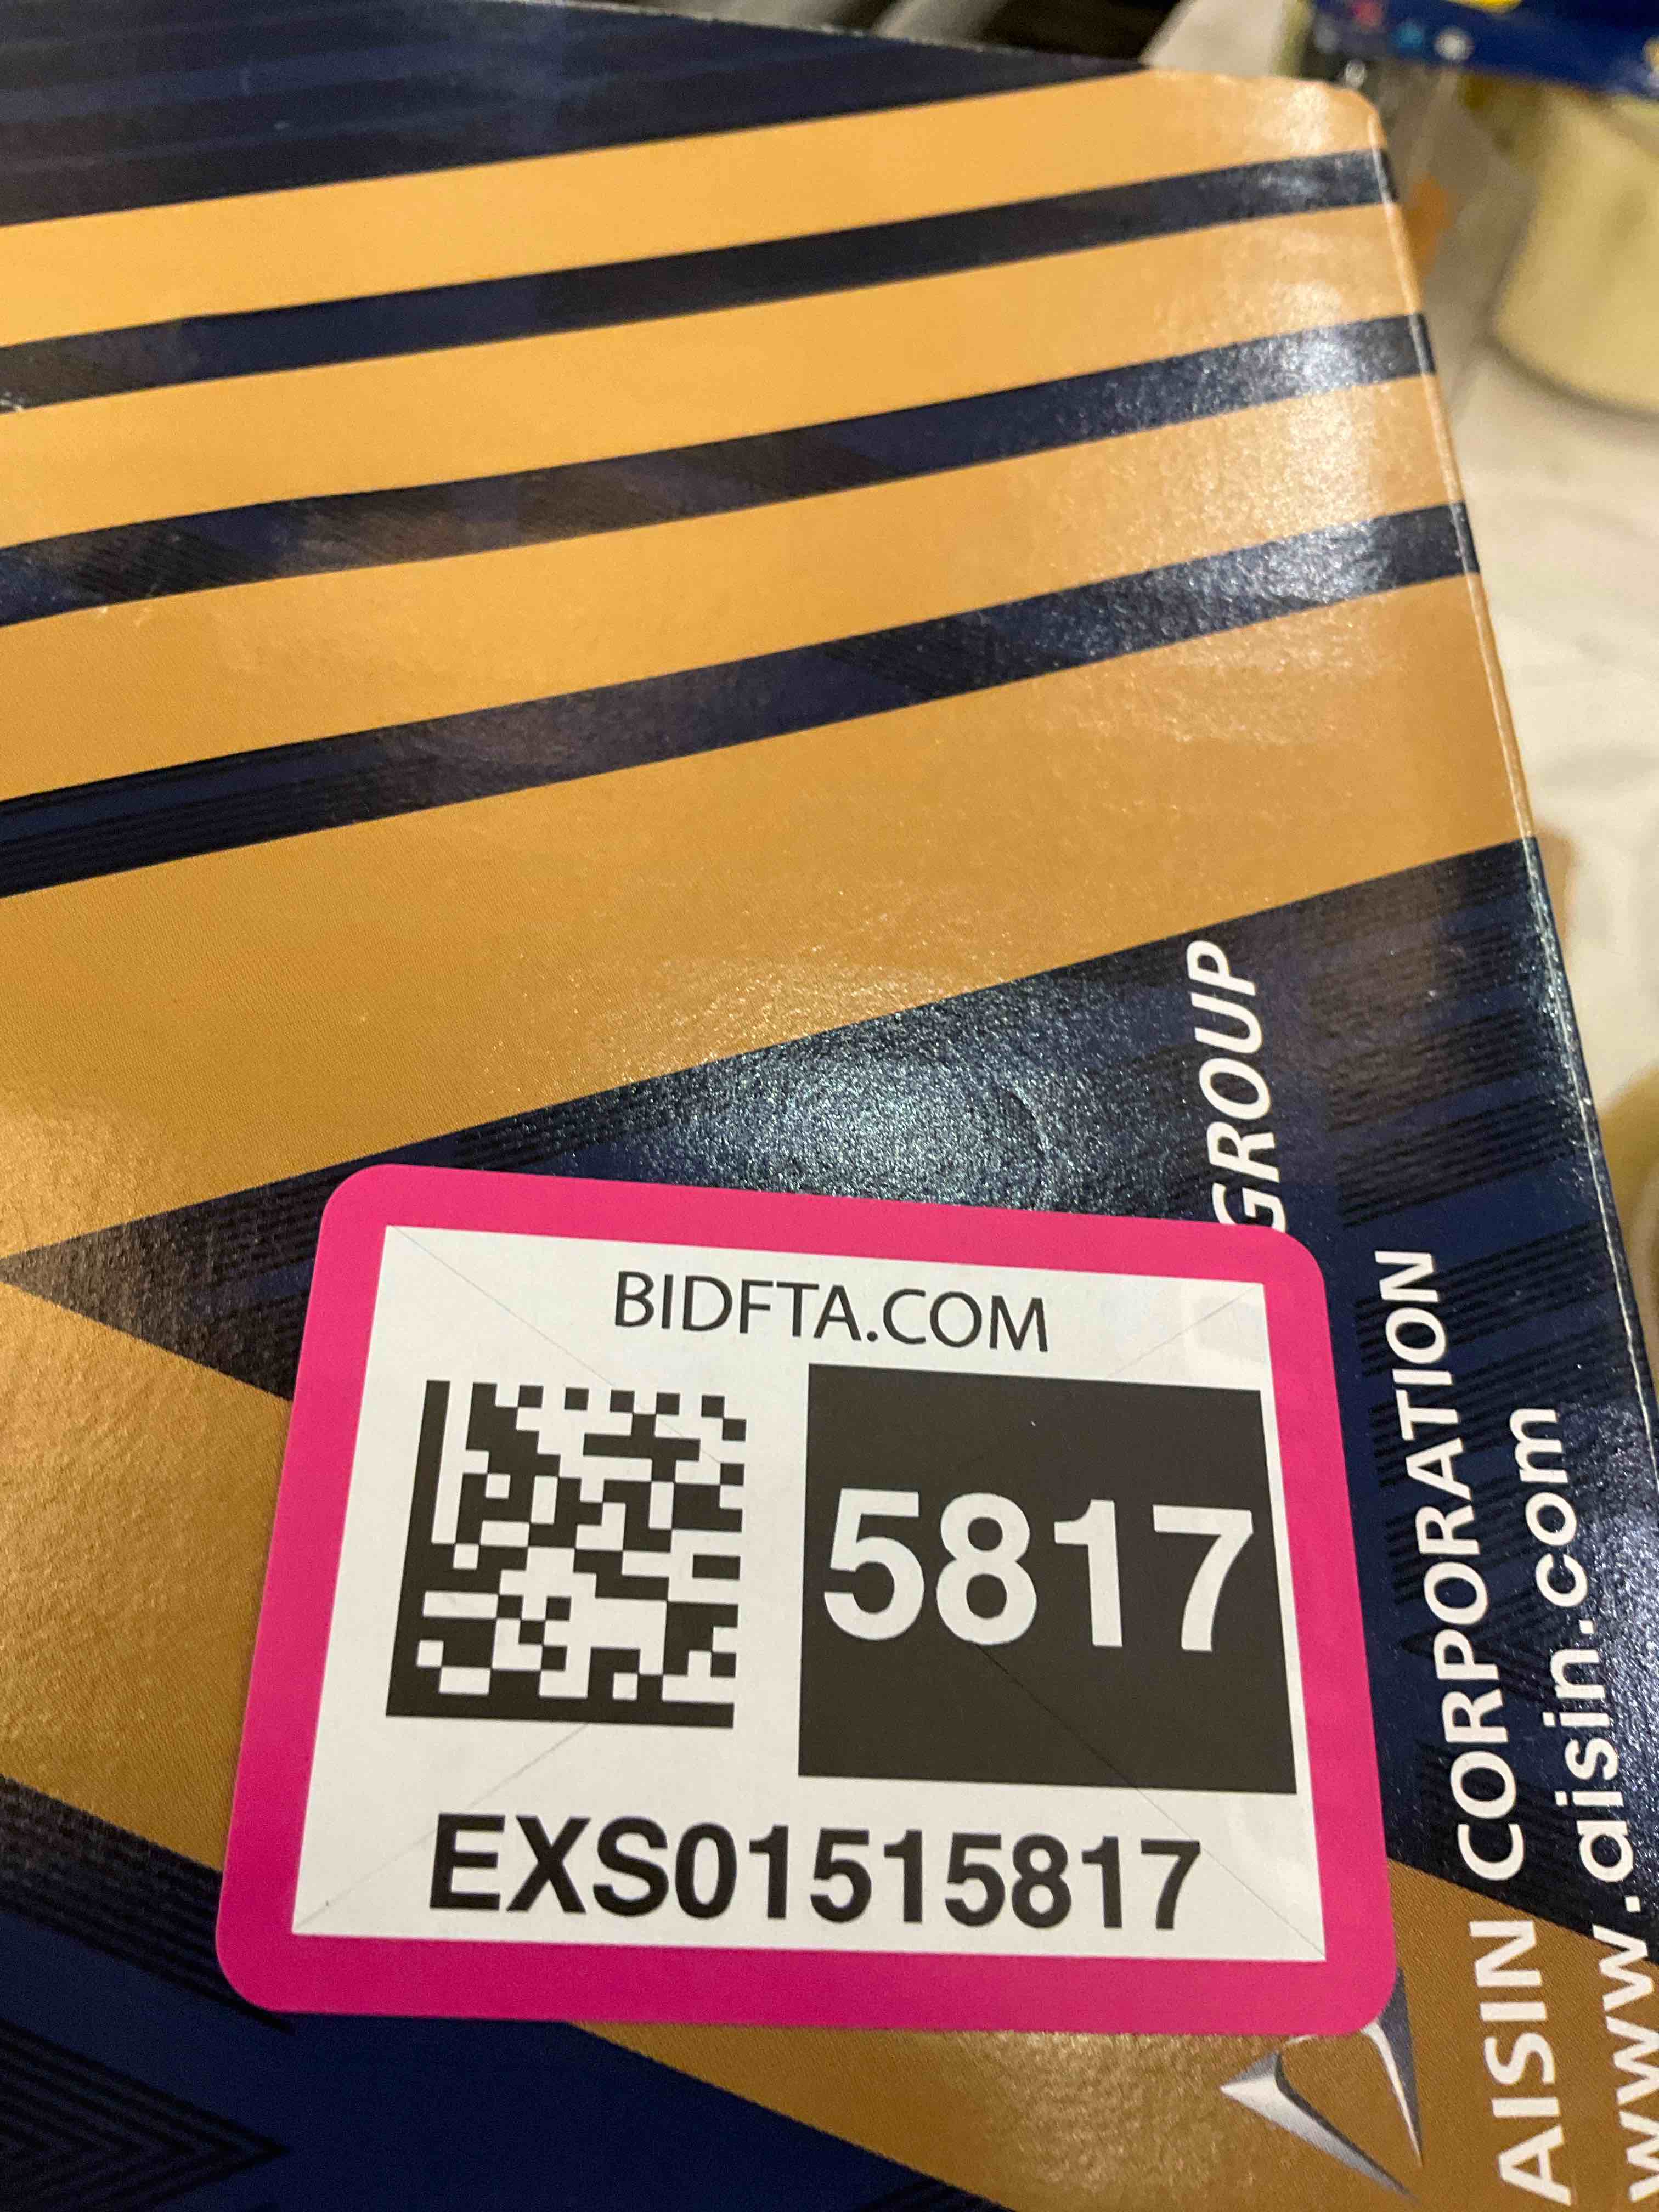 BIDFTA.COM
5817
EXS01515817
GROUP
AISIN CORPORATION
www.aisin.com